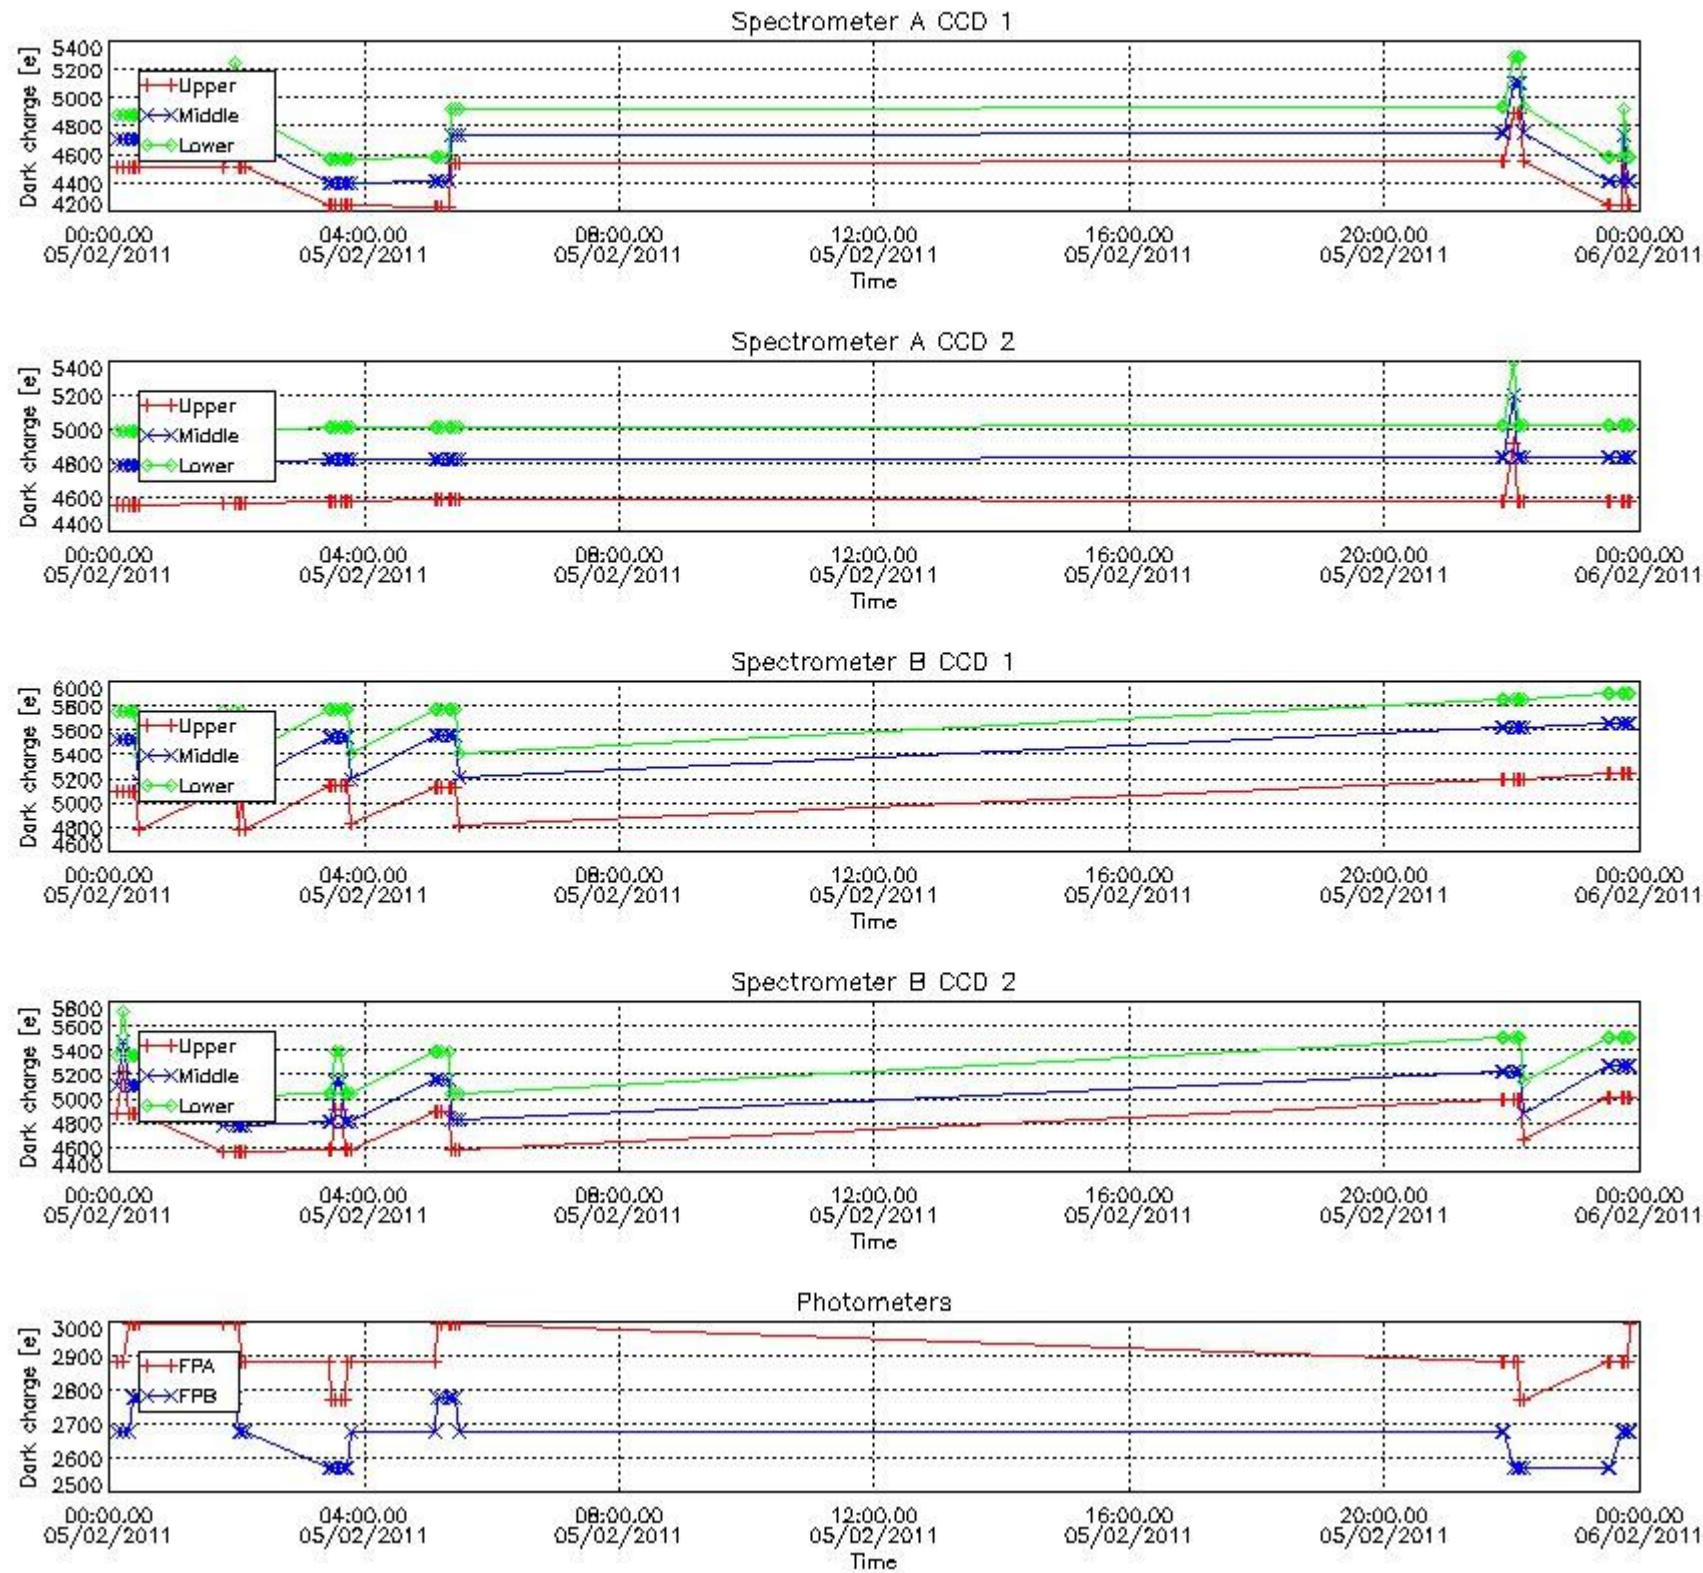 Spectrometer A CCD 1
Dark charge [e]
5400
5200
5000
4800
4600
4400
4200
Upper
Middle
Lower
00:00.00 04:00.00 08:00.00 12:00.00 16:00.00 20:00.00 00:00.00
05/02/2011 05/02/2011 05/02/2011 05/02/2011 05/02/2011 05/02/2011 06/02/2011
Time
Spectrometer A CCD 2
Dark charge [e]
5400
5200
5000
4800
4600
4400
Upper
Middle
Lower
00:00.00 04:00.00 08:00.00 12:00.00 16:00.00 20:00.00 00:00.00
05/02/2011 05/02/2011 05/02/2011 05/02/2011 05/02/2011 05/02/2011 06/02/2011
Time
Spectrometer B CCD 1
Dark charge [e]
6000
5800
5600
5400
5200
5000
4800
4600
Upper
Middle
Lower
00:00.00 04:00.00 08:00.00 12:00.00 16:00.00 20:00.00 00:00.00
05/02/2011 05/02/2011 05/02/2011 05/02/2011 05/02/2011 05/02/2011 06/02/2011
Time
Spectrometer B CCD 2
Dark charge [e]
5800
5600
5400
5200
5000
4800
4600
4400
Upper
Middle
Lower
00:00.00 04:00.00 08:00.00 12:00.00 16:00.00 20:00.00 00:00.00
05/02/2011 05/02/2011 05/02/2011 05/02/2011 05/02/2011 05/02/2011 06/02/2011
Time
Photometers
Dark charge [e]
3000
2900
2800
2700
2600
2500
FPA
FPB
00:00.00 04:00.00 08:00.00 12:00.00 16:00.00 20:00.00 00:00.00
05/02/2011 05/02/2011 05/02/2011 05/02/2011 05/02/2011 05/02/2011 06/02/2011
Time